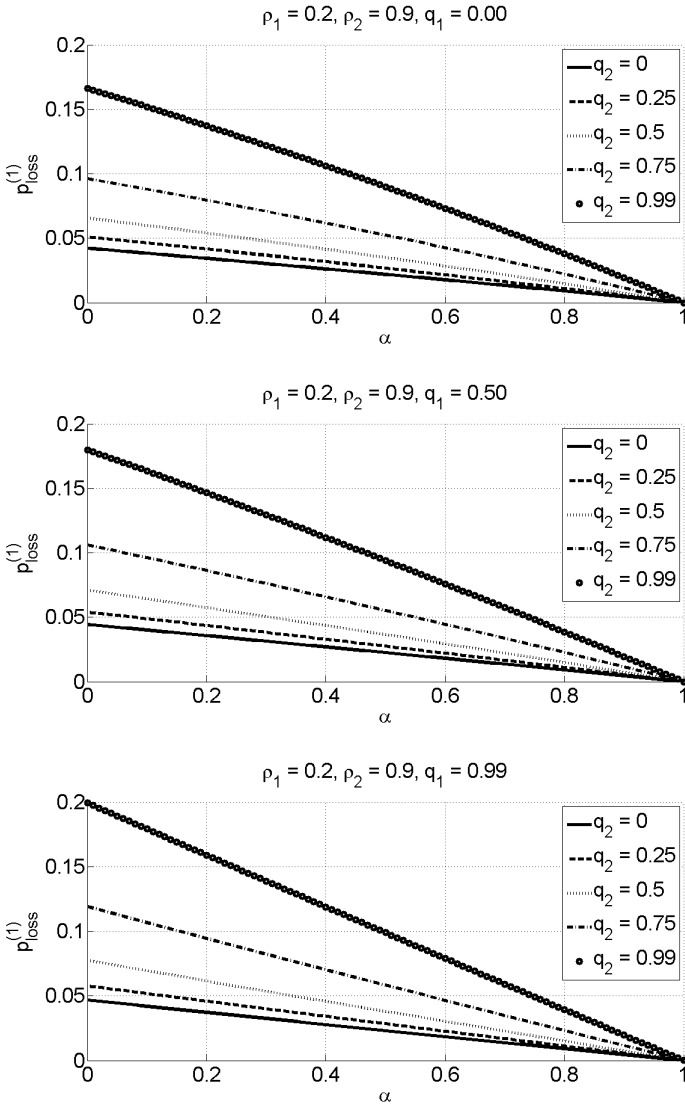 ρ₁ = 0.2, ρ₂ = 0.9, q₁ = 0.00
0.2
0.15
0.1
0.05
0
p_loss^(1)
q₂ = 0
q₂ = 0.25
q₂ = 0.5
q₂ = 0.75
q₂ = 0.99
0 0.2 0.4 0.6 0.8 1
α
ρ₁ = 0.2, ρ₂ = 0.9, q₁ = 0.50
0.2
0.15
0.1
0.05
0
p_loss^(1)
q₂ = 0
q₂ = 0.25
q₂ = 0.5
q₂ = 0.75
q₂ = 0.99
0 0.2 0.4 0.6 0.8 1
α
ρ₁ = 0.2, ρ₂ = 0.9, q₁ = 0.99
0.2
0.15
0.1
0.05
0
p_loss^(1)
q₂ = 0
q₂ = 0.25
q₂ = 0.5
q₂ = 0.75
q₂ = 0.99
0 0.2 0.4 0.6 0.8 1
α